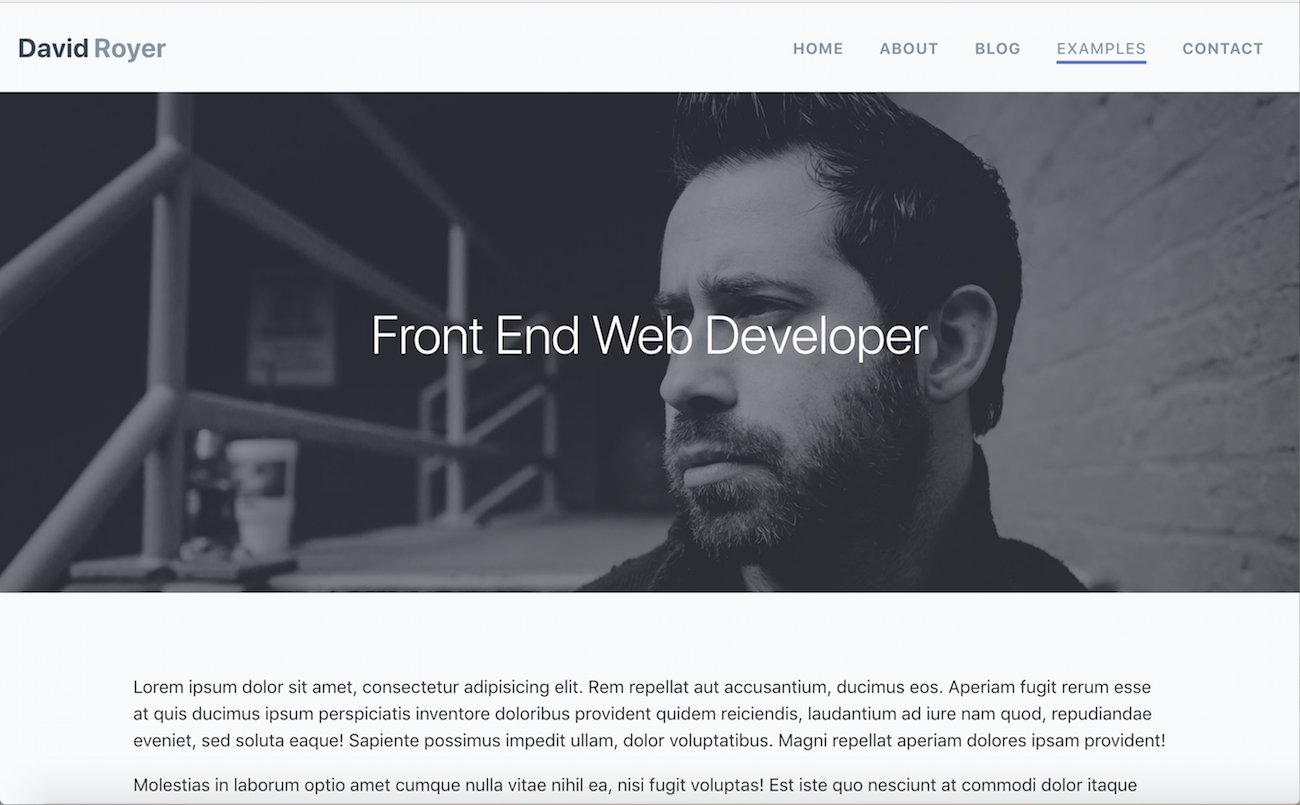 David Royer
HOME ABOUT BLOG EXAMPLES CONTACT
Front End Web Developer
Lorem ipsum dolor sit amet, consectetur adipisicing elit. Rem repellat aut accusantium, ducimus eos. Aperiam fugit rerum esse
at quis ducimus ipsum perspiciatis inventore doloribus provident quidem reiciendis, laudantium ad iure nam quod, repudiandae
eveniet, sed soluta eaque! Sapiente possimus impedit ullam, dolor voluptatibus. Magni repellat aperiam dolores ipsam provident!
Molestias in laborum optio amet cumque nulla vitae nihil ea, nisi fugit voluptas! Est iste quo nesciunt at commodi dolor itaque